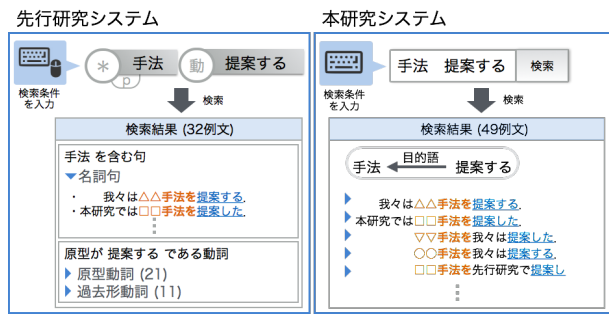 先行研究システム
＊ 手法 動 提案する
p
検索条件
を入力
検索
検索結果 (32例文)
手法 を含む句
名詞句
・ 我々は△△手法を提案する.
・本研究では□□手法を提案した.
原型が 提案する である動詞
原型動詞 (21)
過去形動詞 (11)
本研究システム
手法 提案する 検索
検索条件
を入力
検索
検索結果 (49例文)
目的語
手法 提案する
我々は△△手法を提案する.
本研究では□□手法を提案した.
▽▽手法を我々は提案した.
○○手法を我々は提案する.
□□手法を先行研究で提案し